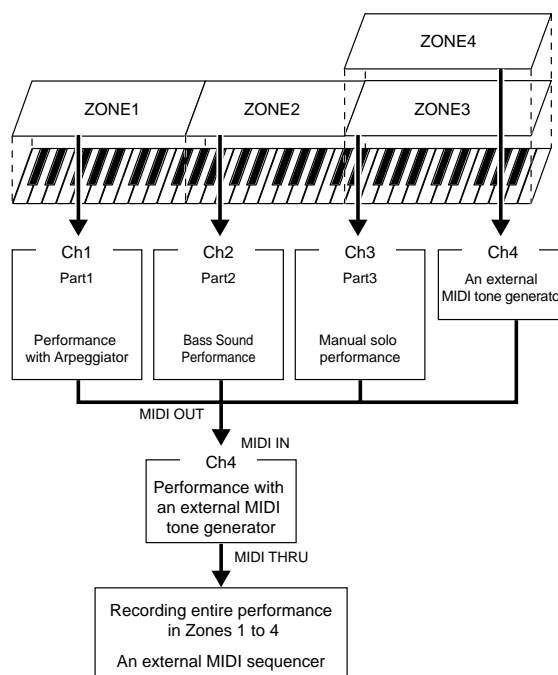 ZONE4
ZONE1
ZONE2
ZONE3
Ch1
Part1
Performance
with Arpeggiator
Ch2
Part2
Bass Sound
Performance
Ch3
Part3
Manual solo
performance
Ch4
An external
MIDI tone generator
MIDI OUT
MIDI IN
Ch4
Performance with
an external MIDI
tone generator
MIDI THRU
Recording entire performance
in Zones 1 to 4
An external MIDI sequencer